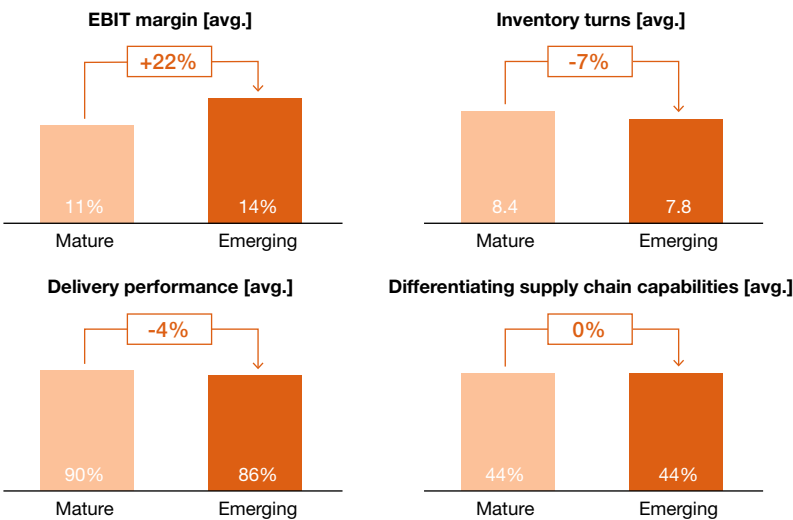 EBIT margin [avg.]
+22%
11%
14%
Mature
Emerging
Inventory turns [avg.]
-7%
8.4
7.8
Mature
Emerging
Delivery performance [avg.]
-4%
90%
86%
Mature
Emerging
Differentiating supply chain capabilities [avg.]
0%
44%
44%
Mature
Emerging